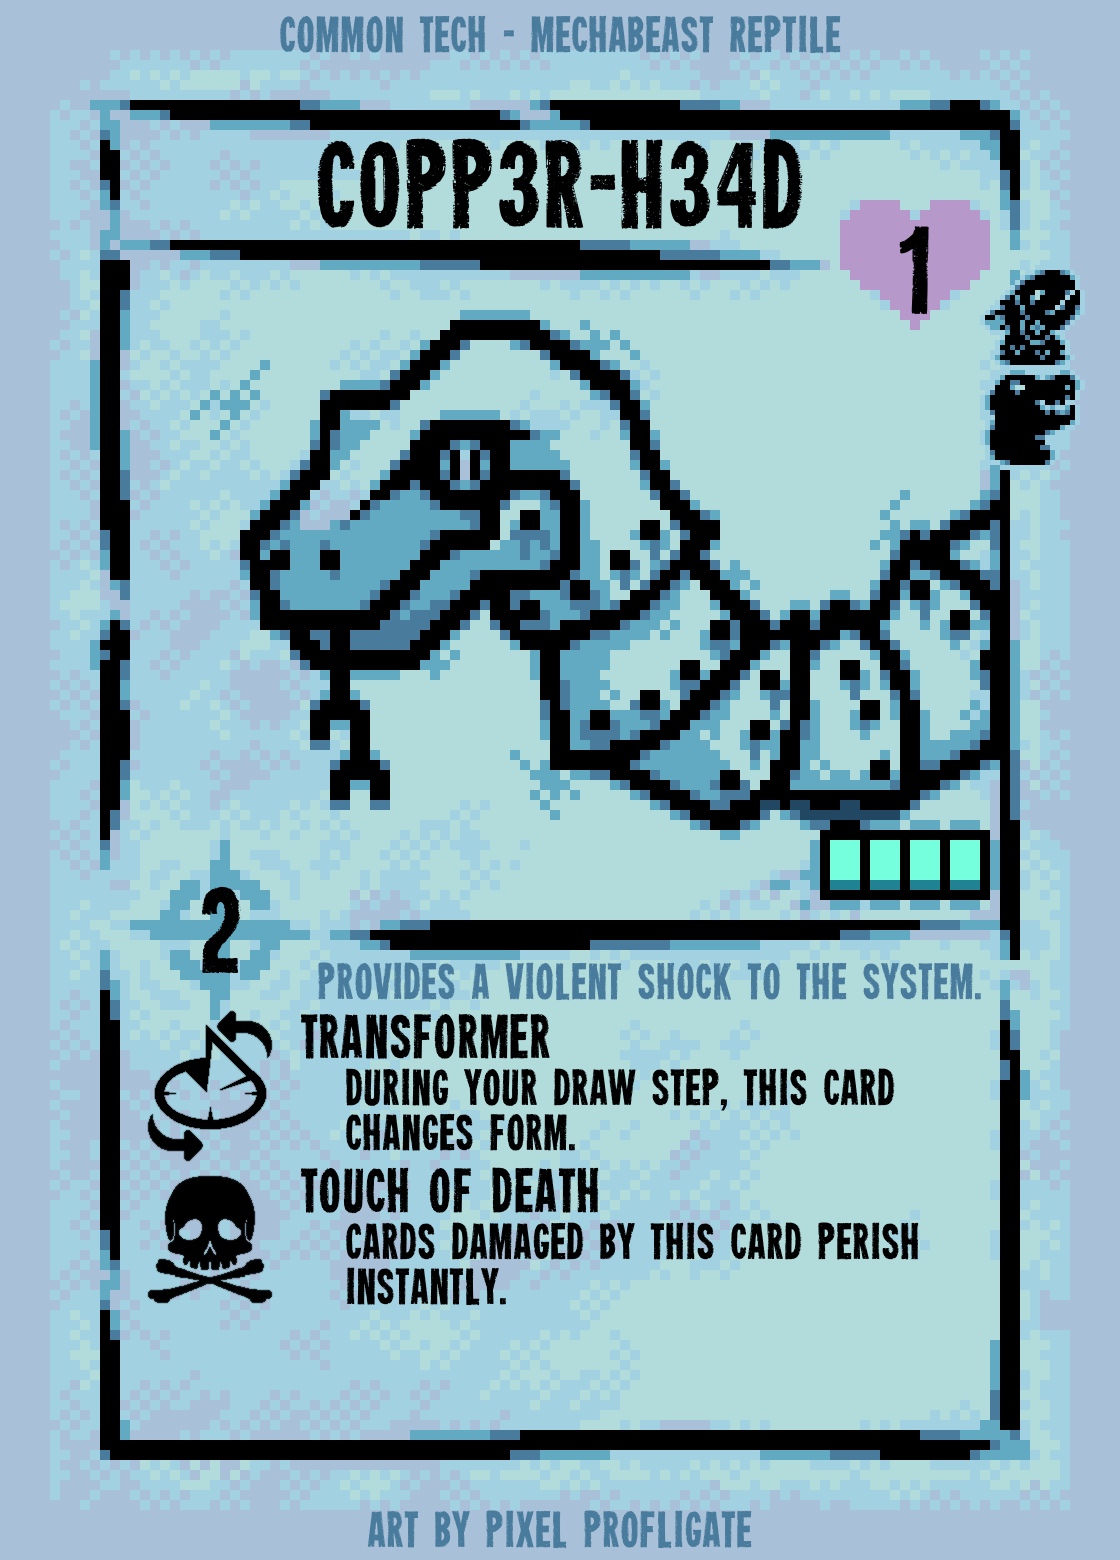 COMMON TECH - MECHABEAST REPTILE
C0PP3R-H34D
1
2
PROVIDES A VIOLENT SHOCK TO THE SYSTEM.
TRANSFORMER
DURING YOUR DRAW STEP, THIS CARD
CHANGES FORM.
TOUCH OF DEATH
CARDS DAMAGED BY THIS CARD PERISH
INSTANTLY.
ART BY PIXEL PROFLIGATE